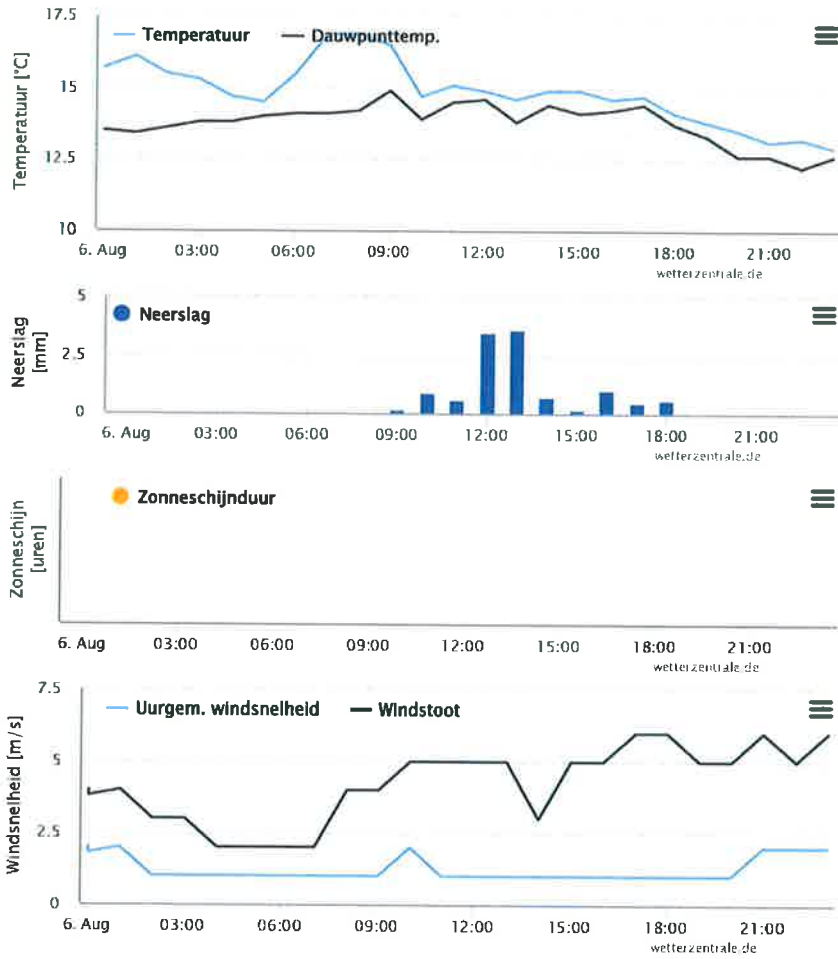 17.5
Temperatuur
Dauwpunttemp.
Temperatuur [°C]
15
12.5
10
6. Aug 03:00 06:00 09:00 12:00 15:00 18:00 21:00
wetterzentrale.de
5
Neerslag
Neerslag
[mm]
2.5
0
6. Aug 03:00 06:00 09:00 12:00 15:00 18:00 21:00
wetterzentrale.de
Zonneschijnduur
Zonneschijn
[uren]
6. Aug 03:00 06:00 09:00 12:00 15:00 18:00 21:00
wetterzentrale.de
7.5
Uurgem. windsnelheid
Windstoot
Windsnelheid [m/s]
5
2.5
0
6. Aug 03:00 06:00 09:00 12:00 15:00 18:00 21:00
wetterzentrale.de